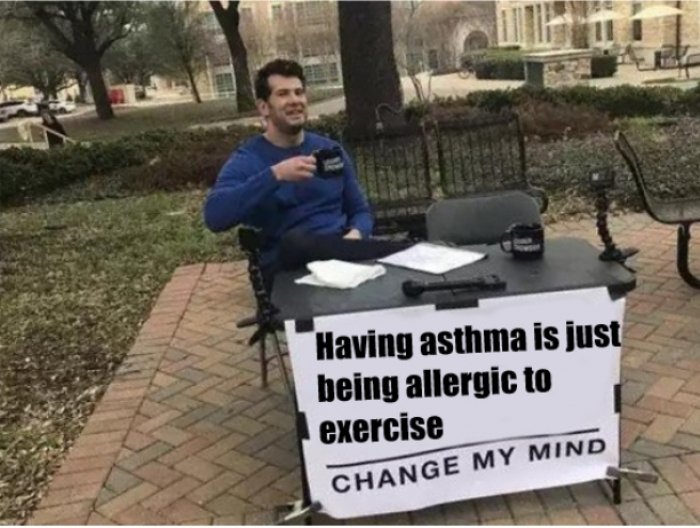 Having asthma is just
being allergic to
exercise
CHANGE MY MIND